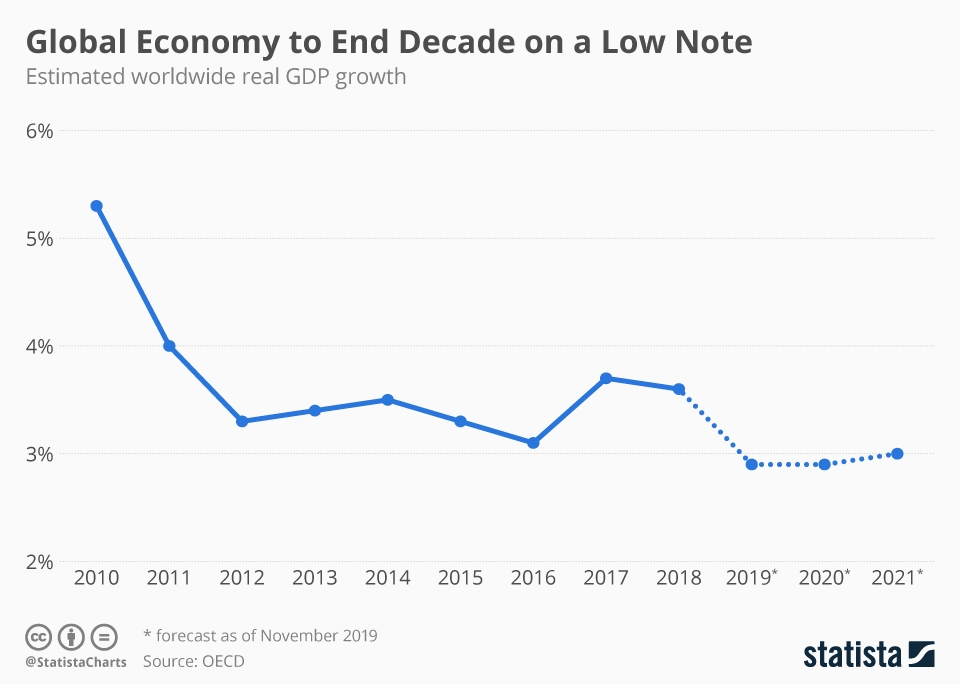 Global Economy to End Decade on a Low Note
Estimated worldwide real GDP growth
6%
5%
4%
3%
2%
2010 2011 2012 2013 2014 2015 2016 2017 2018 2019* 2020* 2021*
* forecast as of November 2019
@StatistaCharts Source: OECD
cc
=
statista